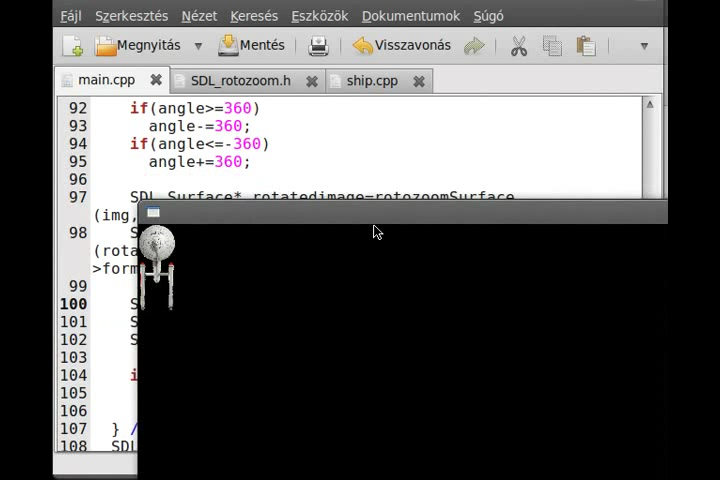 Fájl Szerkesztés Nézet Keresés Eszközök Dokumentumok Súgó
Megnyitás Mentés Visszavonás
main.cpp SDL_rotozoom.h ship.cpp
92 if(angle>=360)
93 angle-=360;
94 if(angle<=-360)
95 angle+=360;
96
97 SDL_Surface* rotatedimage=rotozoomSurface
(img,
98 S
(rota
>form
99
100 S
101 S
102 S
103
104 i
105
106
107 } /
108 SDL